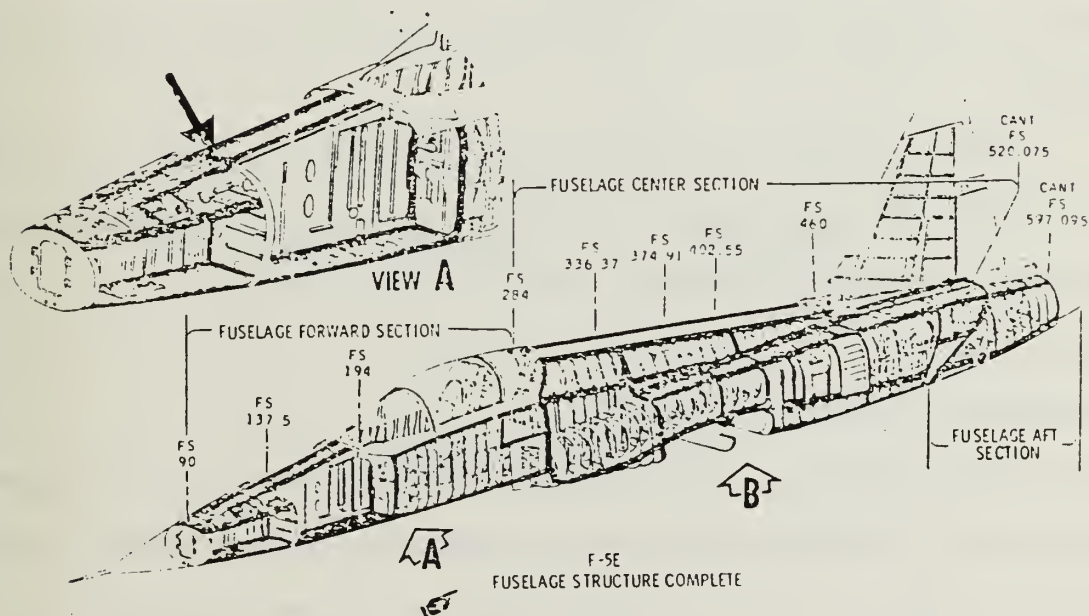 CANT
FS
520.075
FUSELAGE CENTER SECTION
CANT
FS
597.095
FS
460
FS
402.55
FS
374 91
FS
336.37
VIEW A
FS
284
FUSELAGE FORWARD SECTION
FS
194
FS
137 5
FS
90
FUSELAGE AFT
SECTION
B
A
F-5E
FUSELAGE STRUCTURE COMPLETE